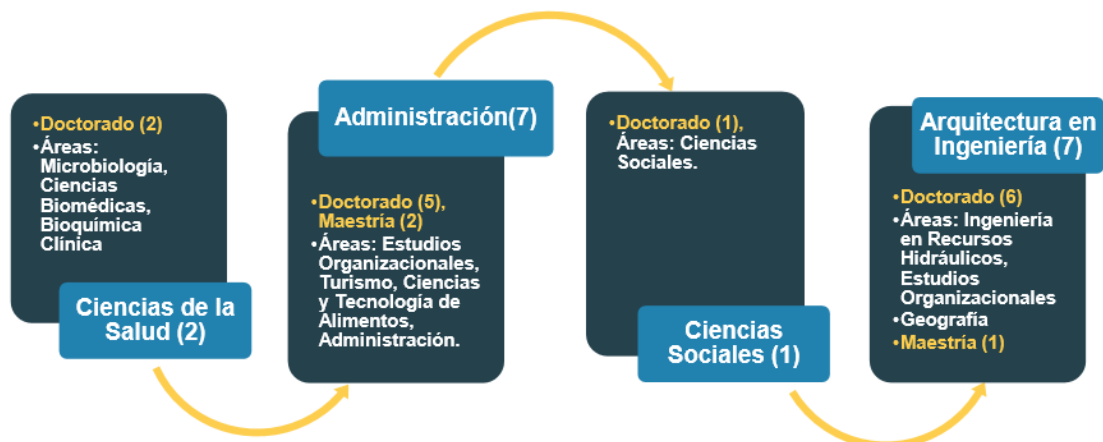 •Doctorado (2)
•Áreas:
Microbiología,
Ciencias
Biomédicas,
Bioquímica
Clínica
Ciencias de la
Salud (2)
Administración(7)
•Doctorado (5),
Maestría (2)
•Áreas: Estudios
Organizacionales,
Turismo, Ciencias
y Tecnología de
Alimentos,
Administración.
•Doctorado (1),
Áreas: Ciencias
Sociales.
Ciencias
Sociales (1)
Arquitectura en
Ingeniería (7)
•Doctorado (6)
•Áreas: Ingeniería
en Recursos
Hidráulicos,
Estudios
Organizacionales
•Geografía
•Maestría (1)